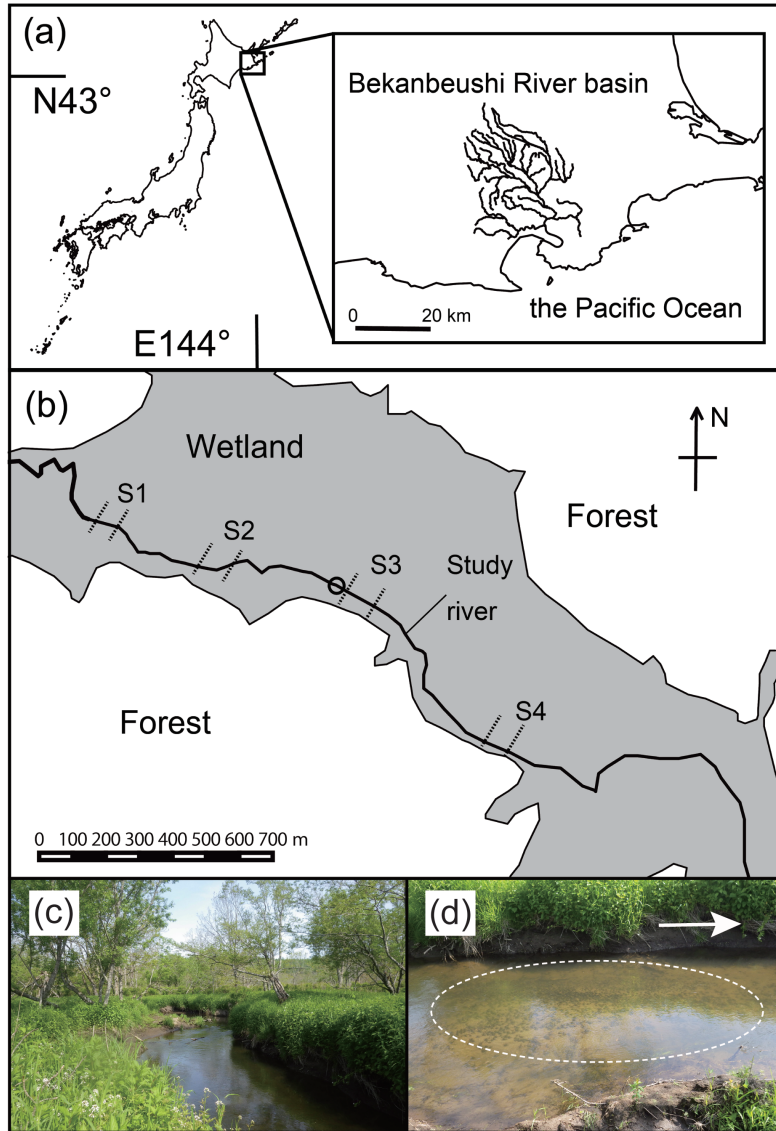 (a)
N43°
E144°
Bekanbeushi River basin
the Pacific Ocean
0 20 km
(b)
Wetland
N
S1
Forest
S2
S3
Study
river
Forest
S4
0 100 200 300 400 500 600 700 m
(c)
(d)